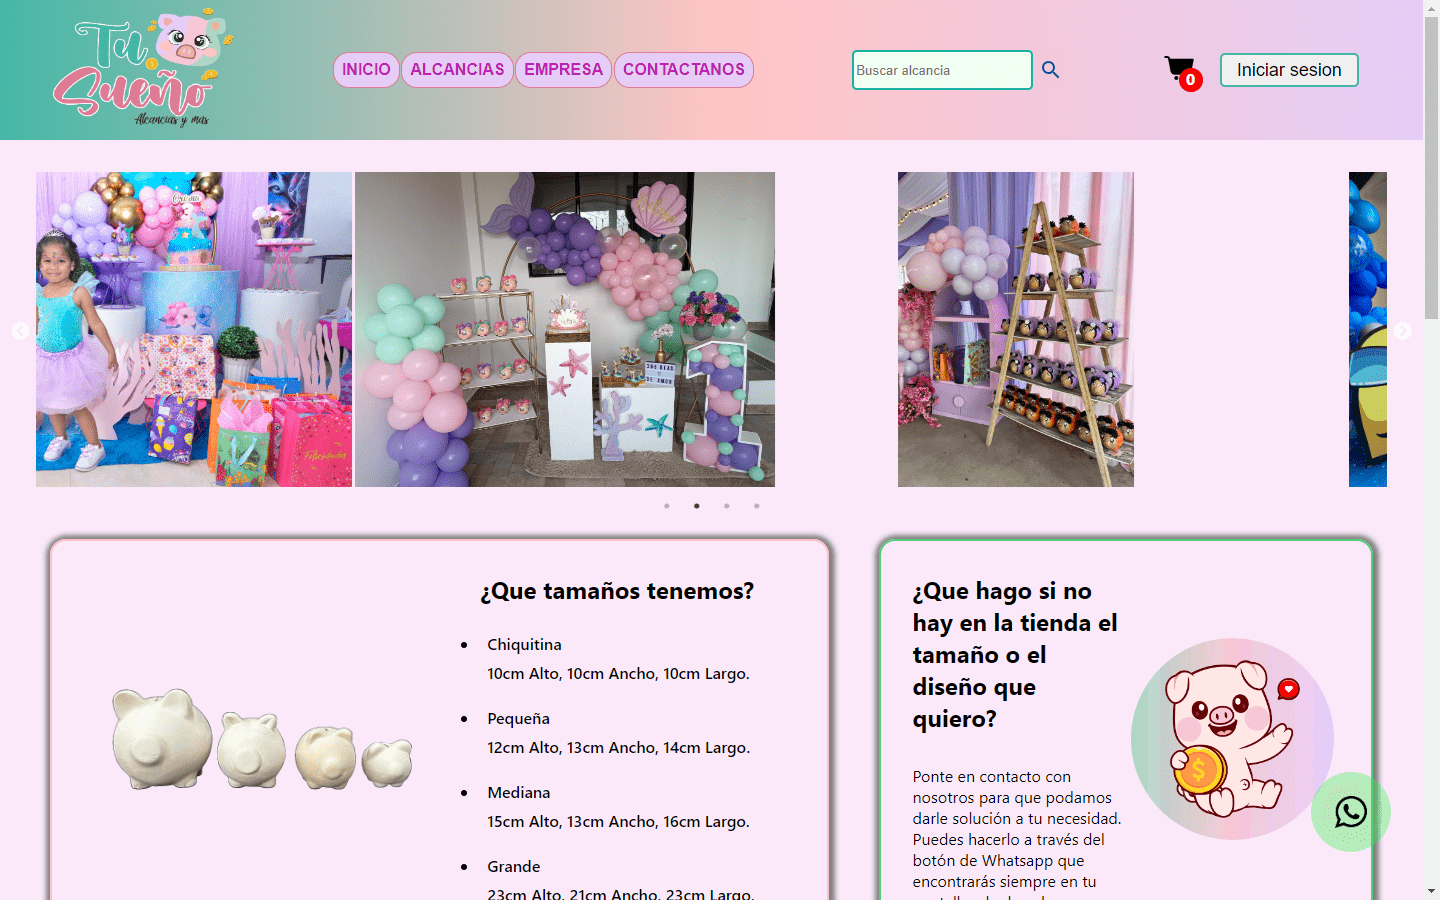 Tu
Sueño
Alcancías y más
INICIO
ALCANCIAS
EMPRESA
CONTACTANOS
Buscar alcancia
0
Iniciar sesion
¿Que tamaños tenemos?
Chiquitina
10cm Alto, 10cm Ancho, 10cm Largo.
Pequeña
12cm Alto, 13cm Ancho, 14cm Largo.
Mediana
15cm Alto, 13cm Ancho, 16cm Largo.
Grande
23cm Alto, 21cm Ancho, 23cm Largo.
¿Que hago si no
hay en la tienda el
tamaño o el
diseño que
quiero?
Ponte en contacto con
nosotros para que podamos
darle solución a tu necesidad.
Puedes hacerlo a través del
botón de Whatsapp que
encontrarás siempre en tu
$